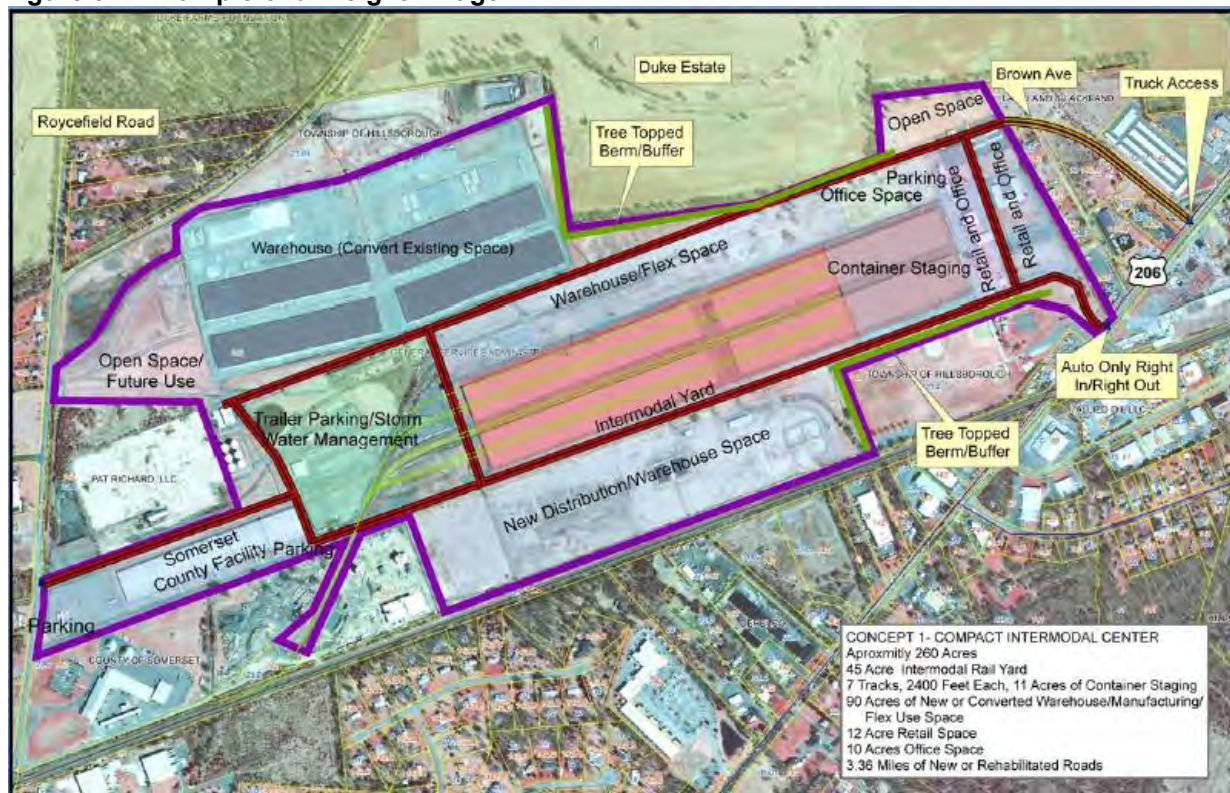 Duke Estate
Brown Ave
Truck Access
Open Space
Roycefield Road
TOWNSHIP OF HILLSBOROUGH
Tree Topped
Berm/Buffer
Parking
Office Space
Retail and Office
Retail and Office
Warehouse (Convert Existing Space)
Warehouse/Flex Space
Container Staging
206
Open Space/
Future Use
Intermodal Yard
TOWNSHIP OF HILLSBOROUGH
Auto Only Right
In/Right Out
ALLIED OIL LLC
Trailer Parking/Storm
Water Management
Tree Topped
Berm/Buffer
PAT RICHARD, LLC
New Distribution/Warehouse Space
Somerset
County Facility Parking
Parking
COUNTY OF SOMERSET
CONCEPT 1- COMPACT INTERMODAL CENTER
Aproxmitly 260 Acres
45 Acre Intermodal Rail Yard
7 Tracks, 2400 Feet Each, 11 Acres of Container Staging
90 Acres of New or Converted Warehouse/Manufacturing/
Flex Use Space
12 Acre Retail Space
10 Acres Office Space
3.36 Miles of New or Rehabilitated Roads